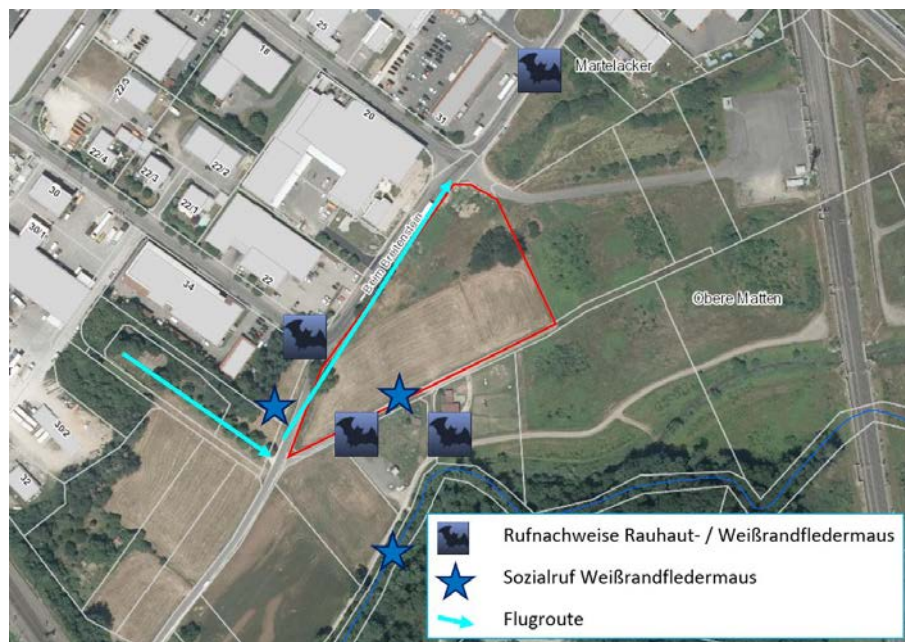 25
18
Martelacker
22/5
31
20
22/4
22/3
22/2
30
22/1
30/1
Beim Breitenstein
22
34
Obere Matten
30/2
32
Rufnachweise Rauhaut- / Weißrandfledermaus
Sozialruf Weißrandfledermaus
Flugroute